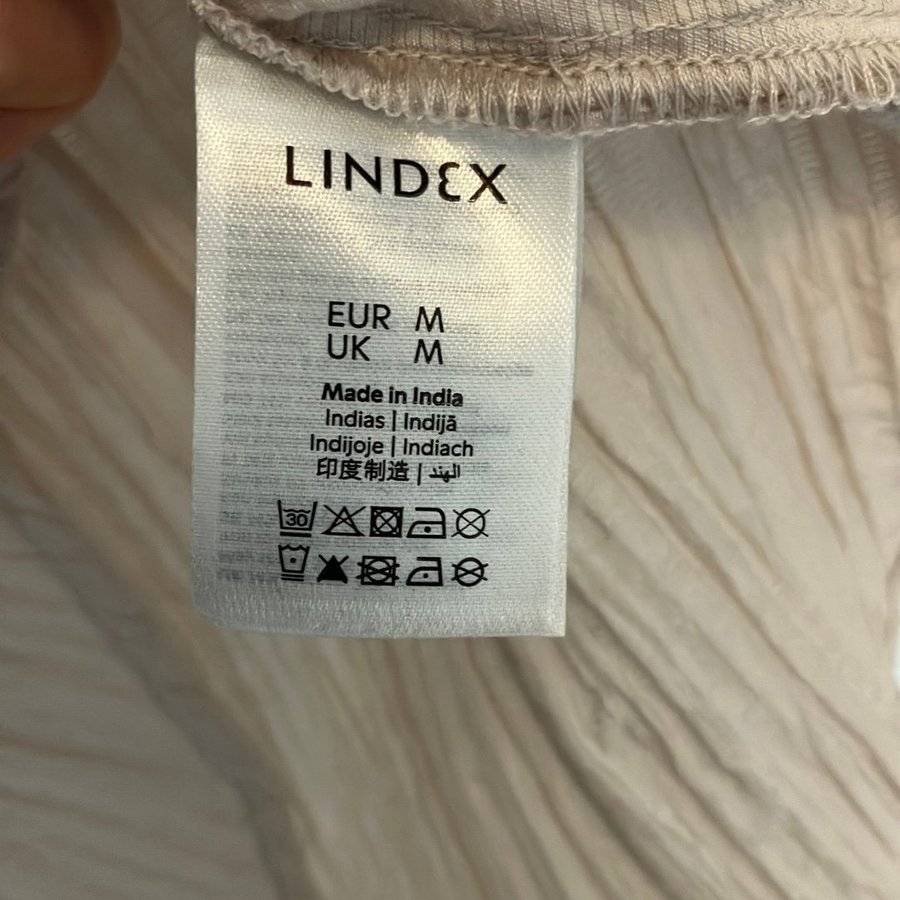 LINDEX
EUR M
UK M
Made in India
Indias | Indijā
Indijoje | Indiach
印度制造 | الهند
30